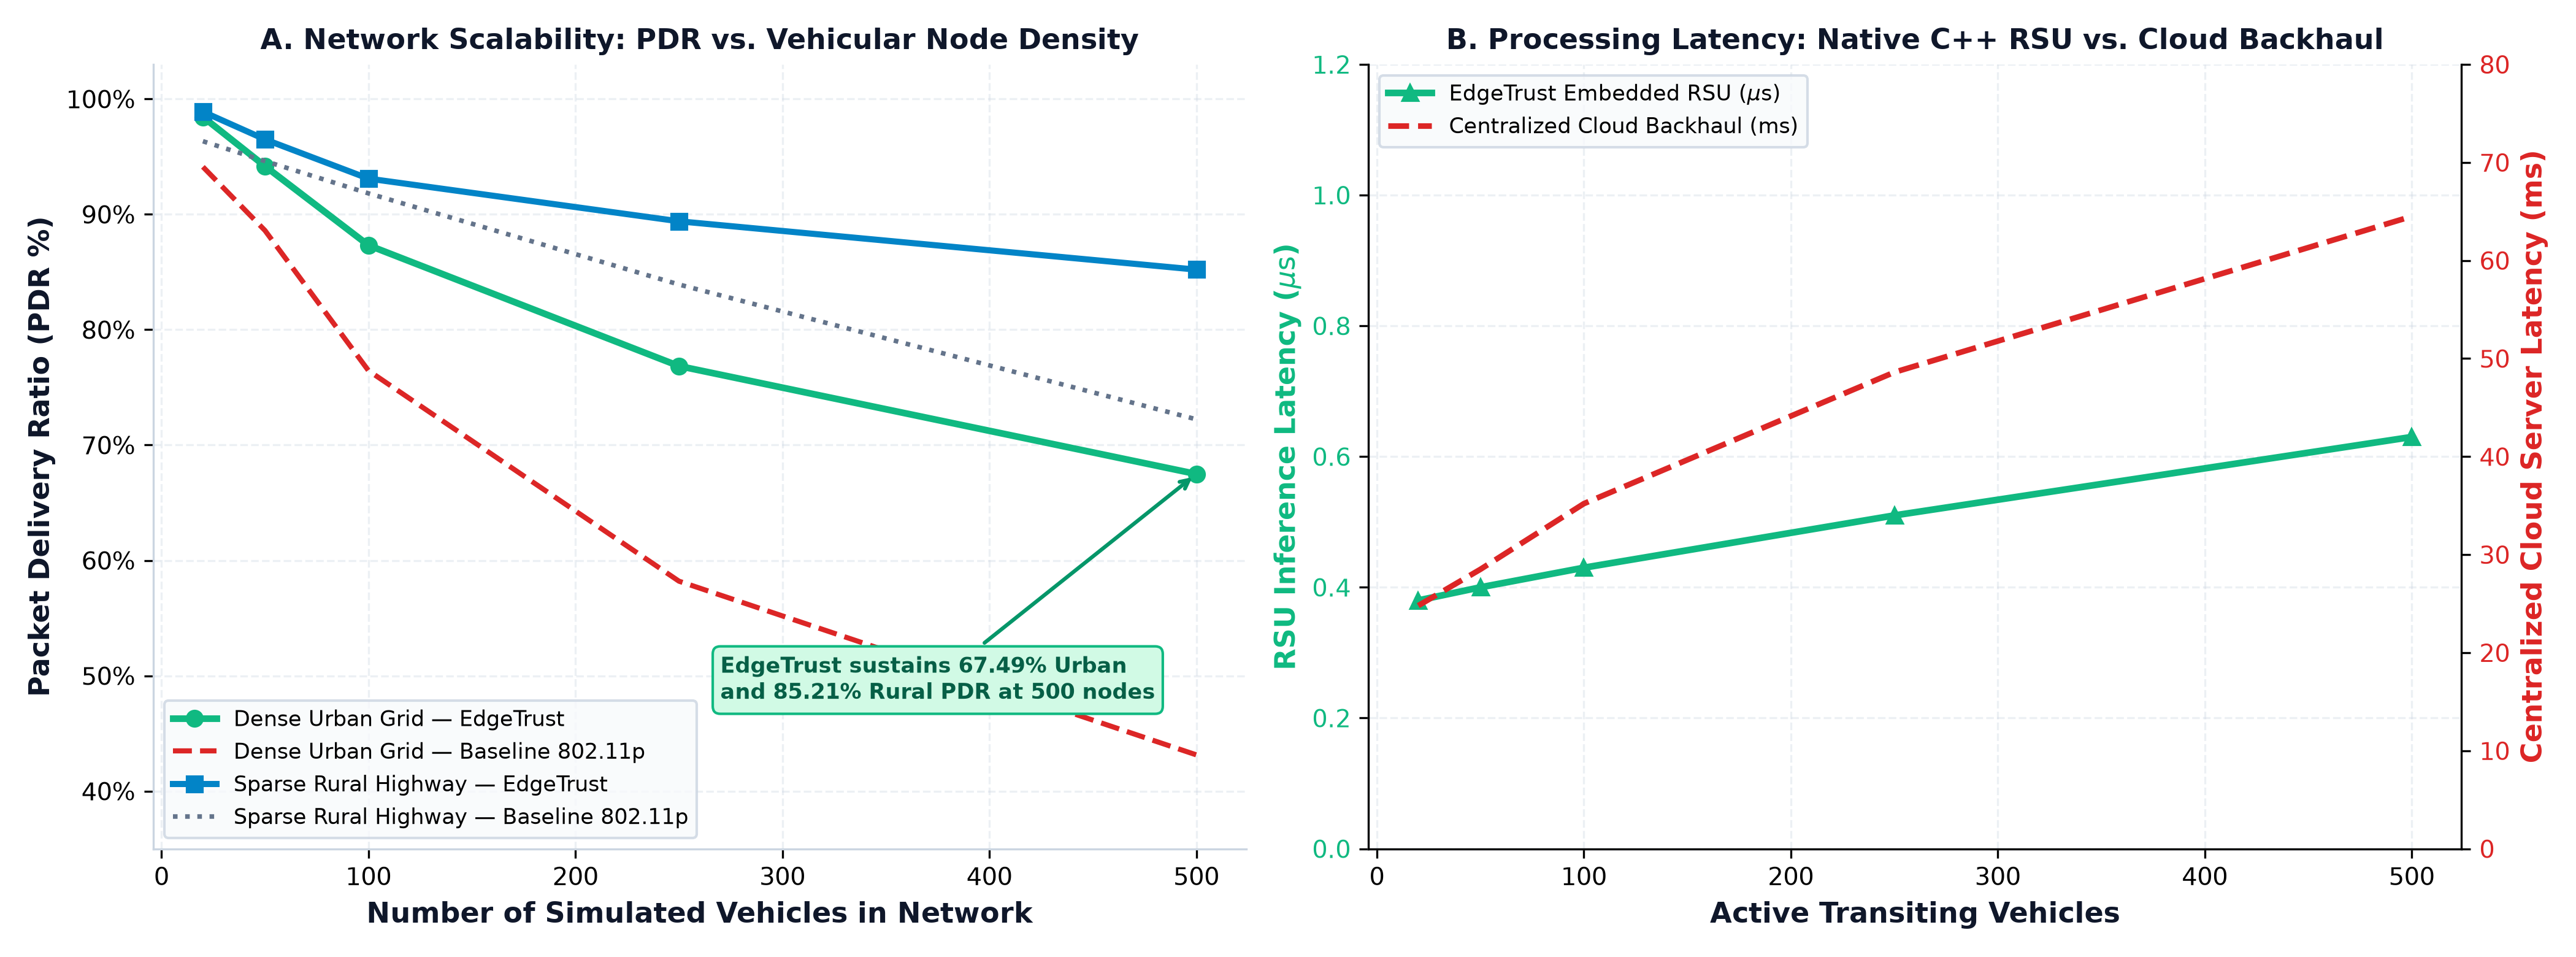 A. Network Scalability: PDR vs. Vehicular Node Density
Packet Delivery Ratio (PDR %)
100%
90%
80%
70%
60%
50%
40%
EdgeTrust sustains 67.49% Urban
and 85.21% Rural PDR at 500 nodes
Dense Urban Grid — EdgeTrust
Dense Urban Grid — Baseline 802.11p
Sparse Rural Highway — EdgeTrust
Sparse Rural Highway — Baseline 802.11p
0 100 200 300 400 500
Number of Simulated Vehicles in Network
B. Processing Latency: Native C++ RSU vs. Cloud Backhaul
RSU Inference Latency (μs)
1.2
1.0
0.8
0.6
0.4
0.2
0.0
EdgeTrust Embedded RSU (μs)
Centralized Cloud Backhaul (ms)
80
70
60
50
40
30
20
10
0
Centralized Cloud Server Latency (ms)
0 100 200 300 400 500
Active Transiting Vehicles